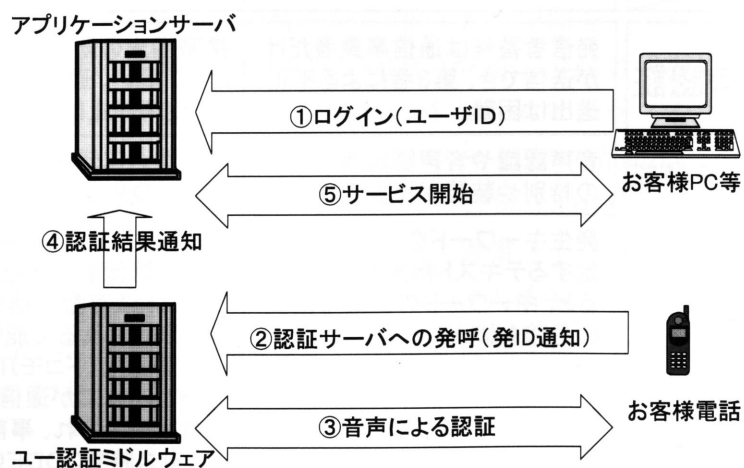 アプリケーションサーバ
①ログイン(ユーザID)
お客様PC等
⑤サービス開始
④認証結果通知
②認証サーバへの発呼(発ID通知)
お客様電話
③音声による認証
ユー認証ミドルウェア